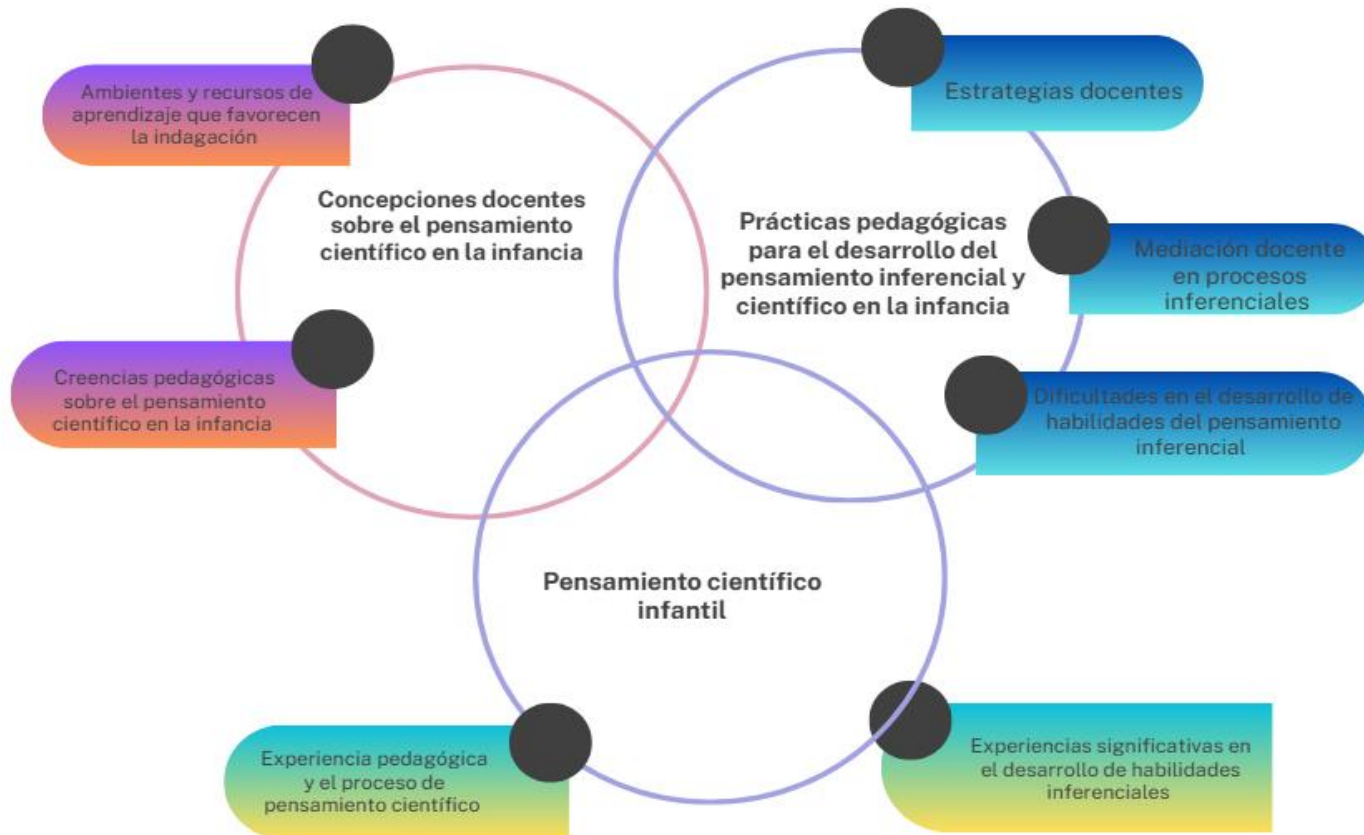 Ambientes y recursos de
aprendizaje que favorecen
la indagación
Concepciones docentes
sobre el pensamiento
científico en la infancia
Creencias pedagógicas
sobre el pensamiento
científico en la infancia
Estrategias docentes
Prácticas pedagógicas
para el desarrollo del
pensamiento inferencial y
científico en la infancia
Mediación docente
en procesos
inferenciales
Dificultades en el desarrollo de
habilidades del pensamiento
inferencial
Pensamiento científico
infantil
Experiencia pedagógica
y el proceso de
pensamiento científico
Experiencias significativas en
el desarrollo de habilidades
inferenciales